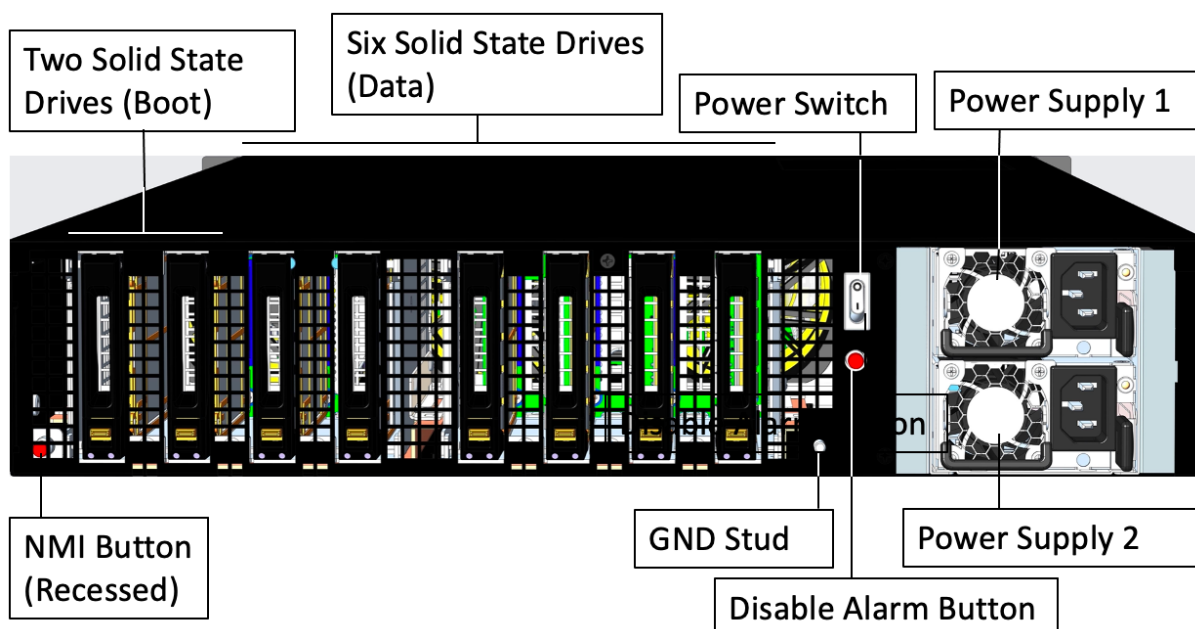 Two Solid State
Drives (Boot)
Six Solid State Drives
(Data)
Power Switch
Power Supply 1
NMI Button
(Recessed)
GND Stud
Power Supply 2
Disable Alarm Button